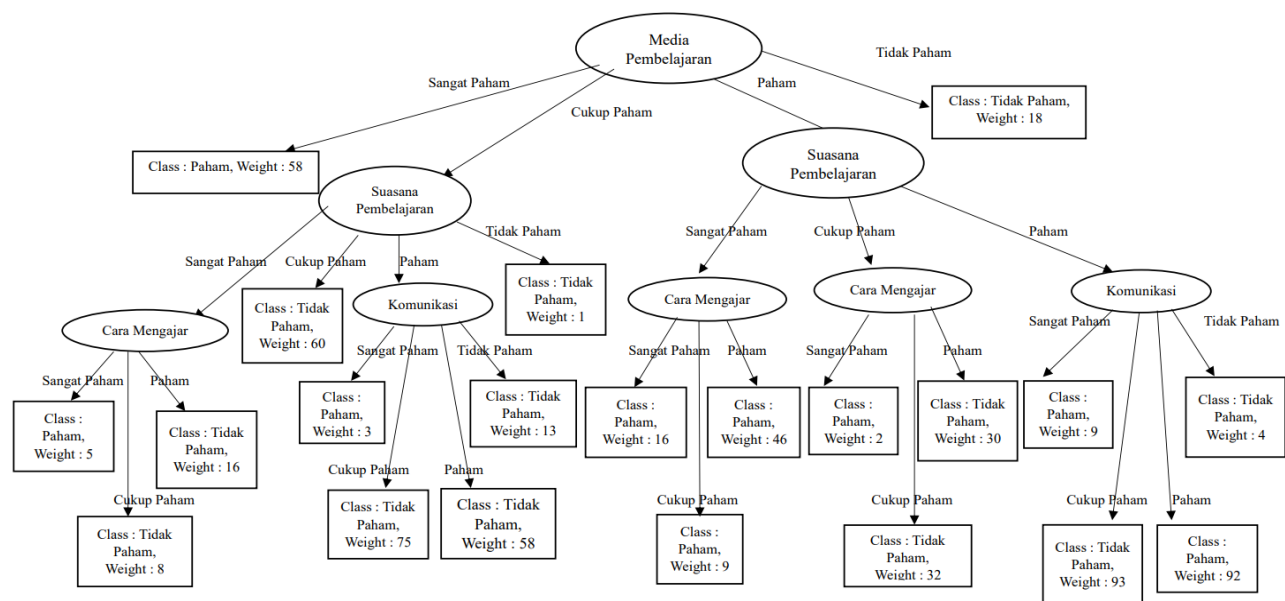 Media
Pembelajaran
Tidak Paham
Sangat Paham
Paham
Cukup Paham
Class : Tidak Paham,
Weight : 18
Class : Paham, Weight : 58
Suasana
Pembelajaran
Suasana
Pembelajaran
Sangat Paham
Cukup Paham
Paham
Tidak Paham
Sangat Paham
Cukup Paham
Paham
Class : Tidak
Paham,
Weight : 60
Class : Tidak
Paham,
Weight : 1
Cara Mengajar
Komunikasi
Cara Mengajar
Cara Mengajar
Komunikasi
Sangat Paham
Paham
Cukup Paham
Class :
Paham,
Weight : 5
Class : Tidak
Paham,
Weight : 16
Class : Tidak
Paham,
Weight : 8
Sangat Paham
Tidak Paham
Cukup Paham
Paham
Class :
Paham,
Weight : 3
Class : Tidak
Paham,
Weight : 13
Class : Tidak
Paham,
Weight : 75
Class : Tidak
Paham,
Weight : 58
Sangat Paham
Paham
Cukup Paham
Class :
Paham,
Weight : 16
Class :
Paham,
Weight : 46
Class :
Paham,
Weight : 9
Sangat Paham
Paham
Cukup Paham
Class :
Paham,
Weight : 2
Class : Tidak
Paham,
Weight : 30
Class : Tidak
Paham,
Weight : 32
Sangat Paham
Tidak Paham
Cukup Paham
Paham
Class :
Paham,
Weight : 9
Class : Tidak
Paham,
Weight : 4
Class : Tidak
Paham,
Weight : 93
Class :
Paham,
Weight : 92